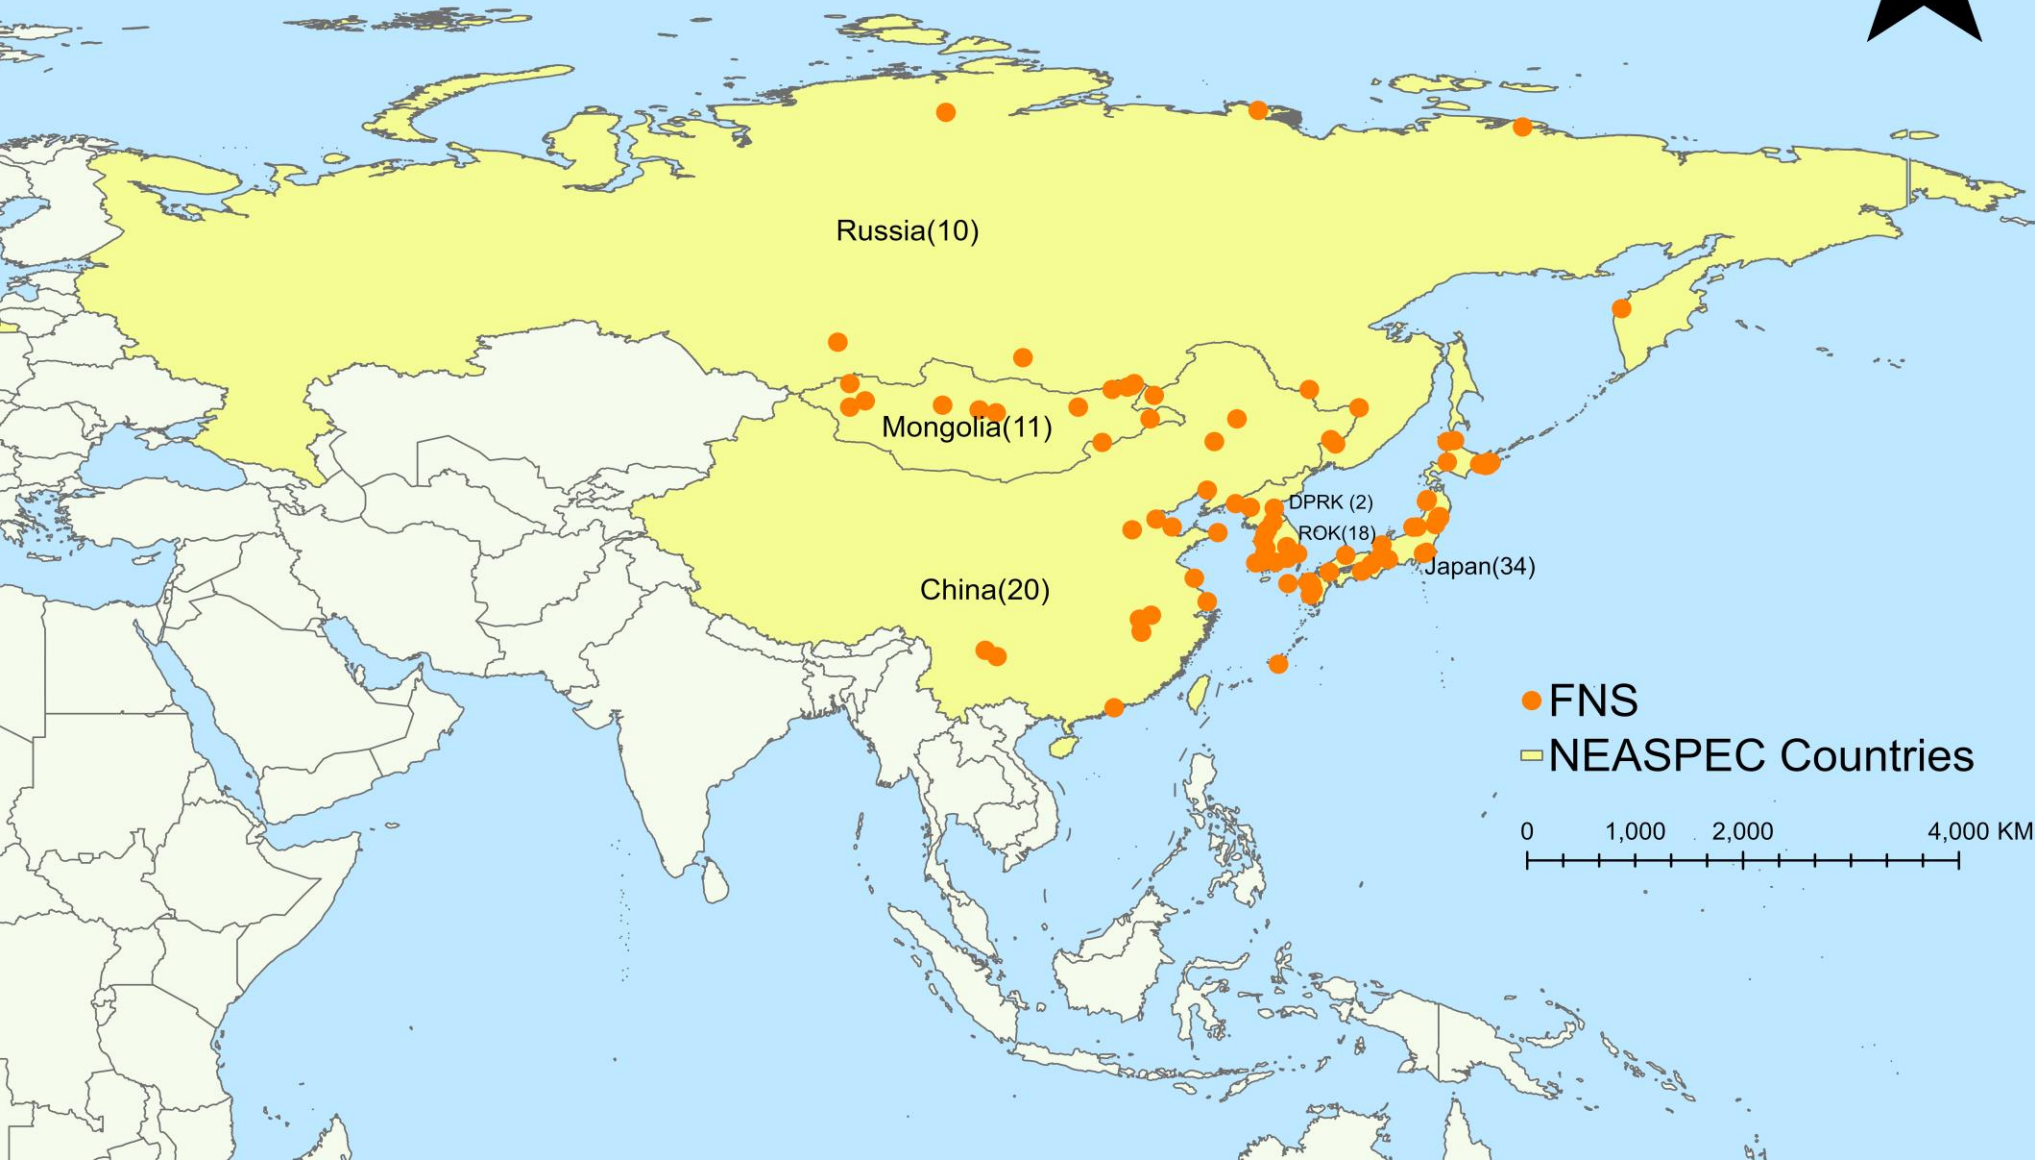 Russia(10)
Mongolia(11)
DPRK (2)
ROK(18)
Japan(34)
China(20)
FNS
NEASPEC Countries
0 1,000 2,000 4,000 KM